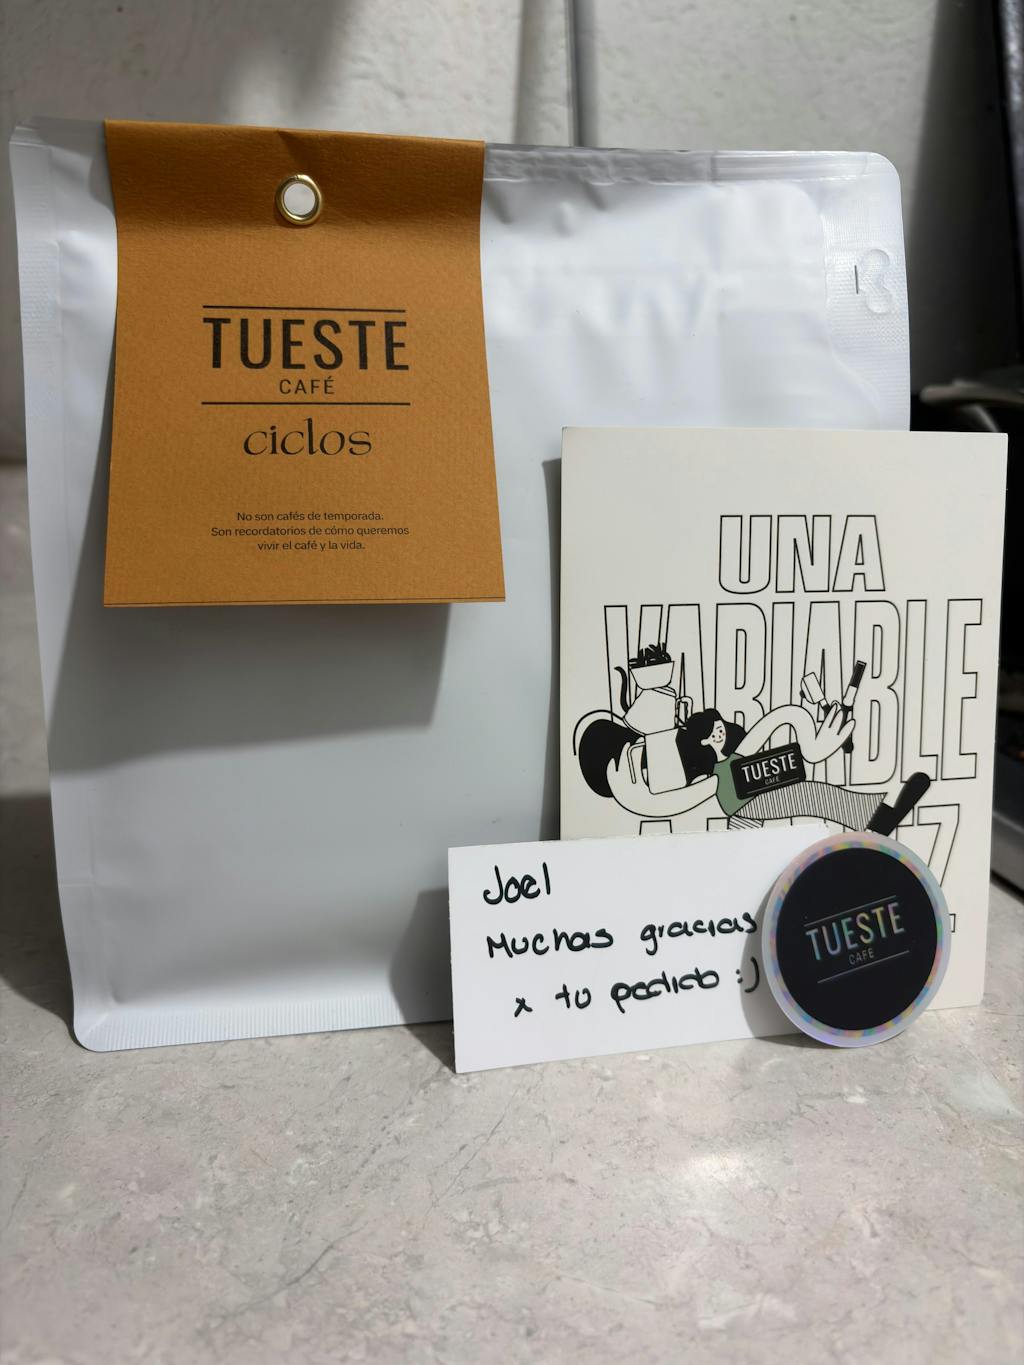 TUESTE
CAFÉ
ciclos
No son cafés de temporada.
Son recordatorios de cómo queremos
vivir el café y la vida.
UNA
VARIABLE
TUESTE
CAFÉ
Joel
Muchas gracias
x tu pedido :)
TUESTE
CAFÉ